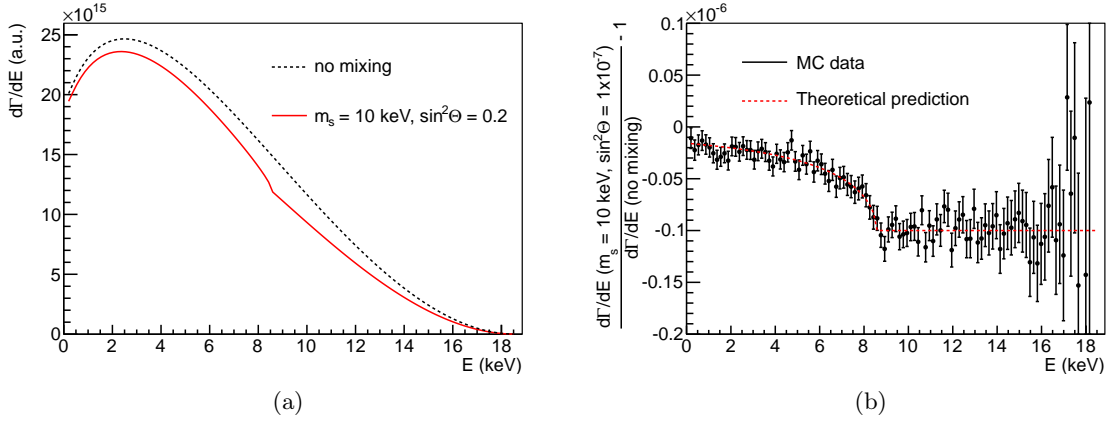 ×10¹⁵
dΓ/dE (a.u.)
25
20
15
10
5
0
no mixing
mₛ = 10 keV, sin²Θ = 0.2
0 2 4 6 8 10 12 14 16 18
E (keV)
(a)
×10⁻⁶
dΓ/dE (mₛ = 10 keV, sin²Θ = 1x10⁻⁷)
dΓ/dE (no mixing)
- 1
0.1
0.05
0
-0.05
-0.1
-0.15
-0.2
MC data
Theoretical prediction
0 2 4 6 8 10 12 14 16 18
E (keV)
(b)